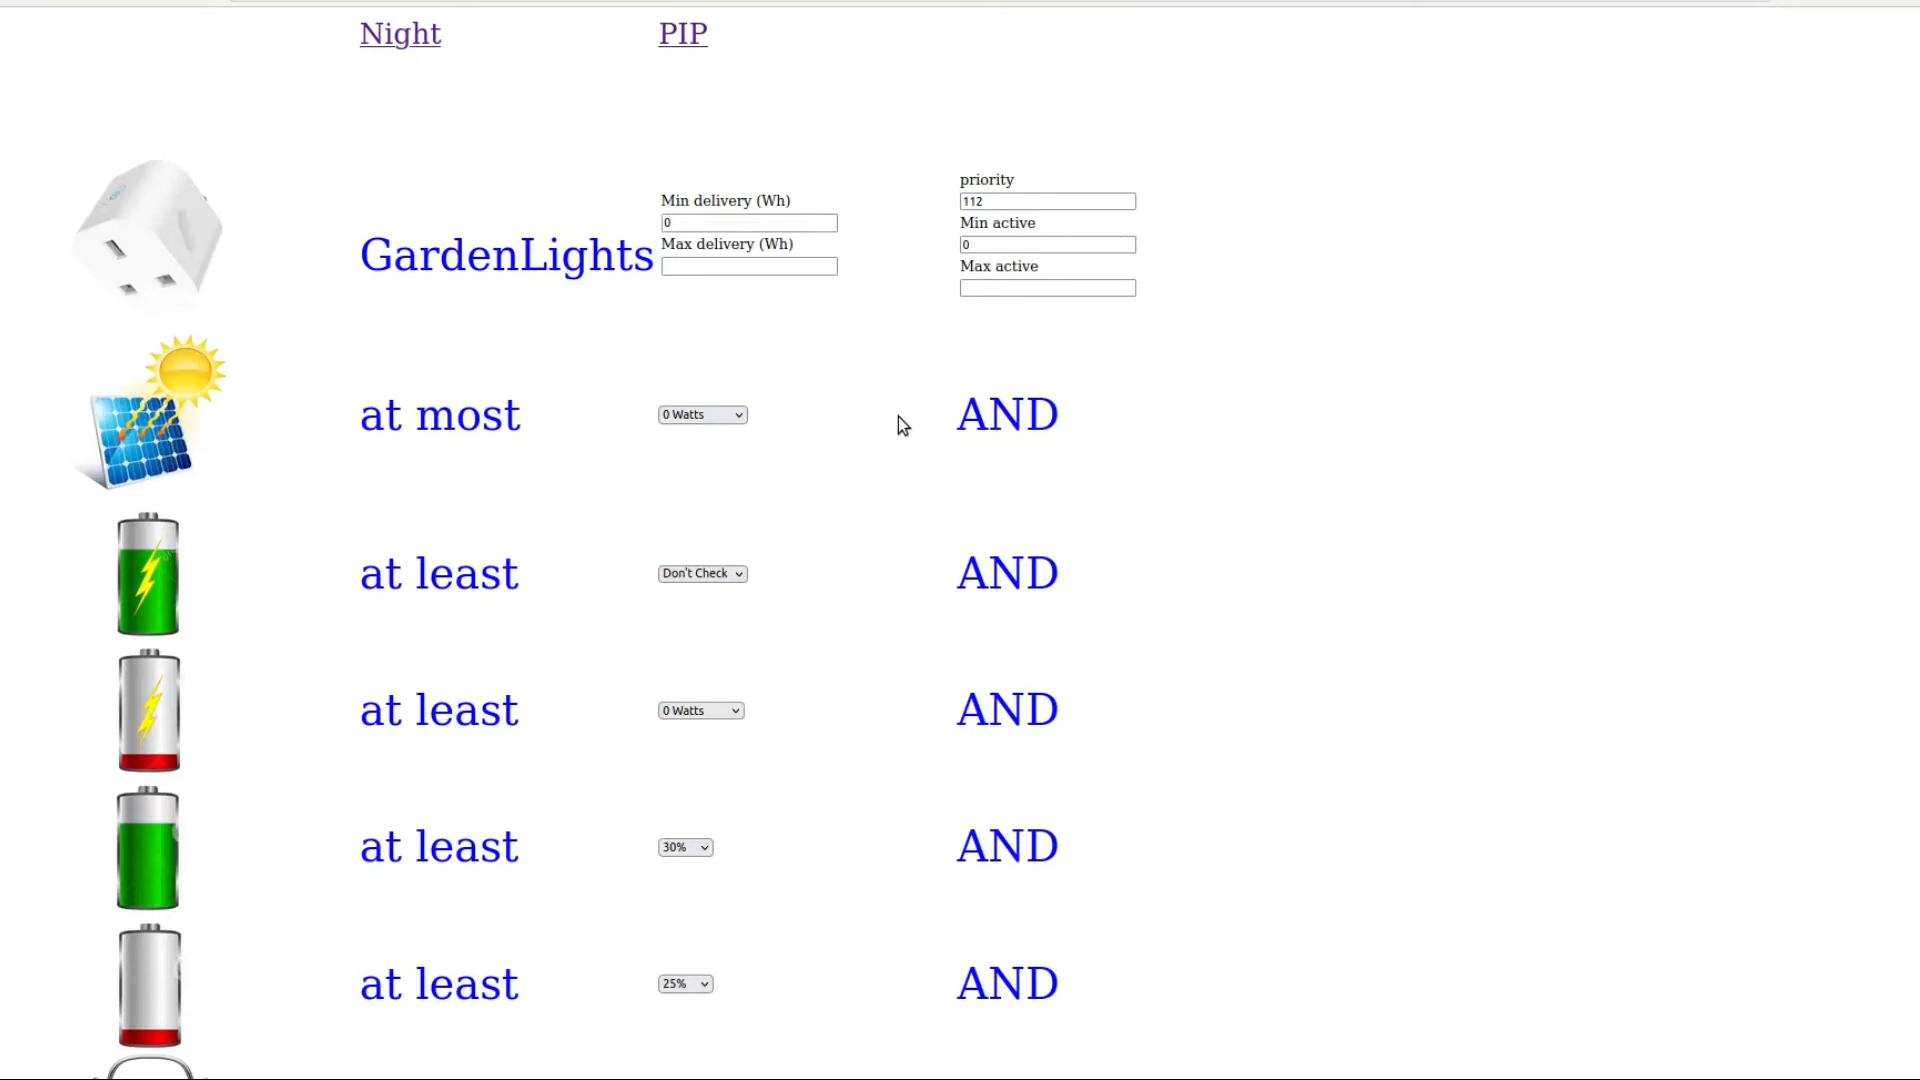 Night PIP
priority
Min delivery (Wh)
112
0
Min active
GardenLights
Max delivery (Wh)
0
Max active
at most 0 Watts AND
at least Don't Check AND
at least 0 Watts AND
at least 30% AND
at least 25% AND